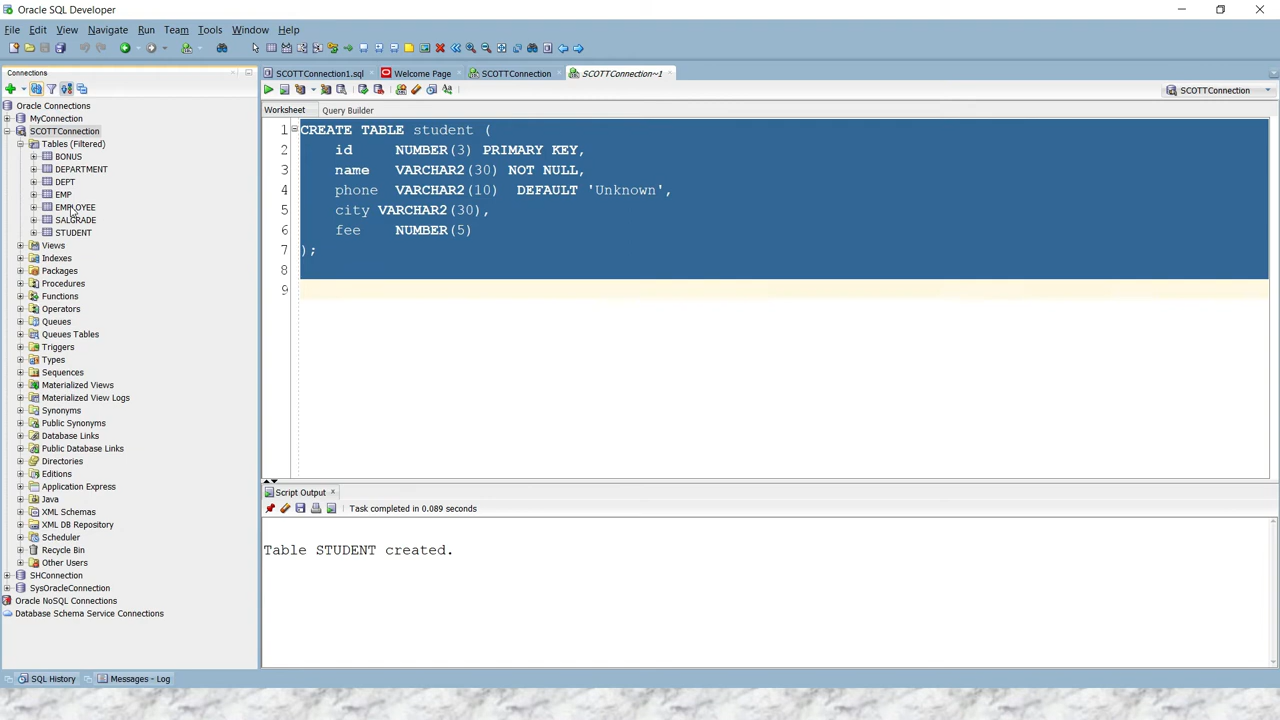 Oracle SQL Developer
File Edit View Navigate Run Team Tools Window Help
Connections
Oracle Connections
MyConnection
SCOTTConnection
Tables (Filtered)
BONUS
DEPARTMENT
DEPT
EMP
EMPLOYEE
SALGRADE
STUDENT
Views
Indexes
Packages
Procedures
Functions
Operators
Queues
Queues Tables
Triggers
Types
Sequences
Materialized Views
Materialized View Logs
Synonyms
Public Synonyms
Database Links
Public Database Links
Directories
Editions
Application Express
Java
XML Schemas
XML DB Repository
Scheduler
Recycle Bin
Other Users
SHConnection
SysOracleConnection
Oracle NoSQL Connections
Database Schema Service Connections
SCOTTConnection1.sql Welcome Page SCOTTConnection SCOTTConnection~1
SCOTTConnection
Worksheet Query Builder
1 CREATE TABLE student (
2 id NUMBER(3) PRIMARY KEY,
3 name VARCHAR2(30) NOT NULL,
4 phone VARCHAR2(10) DEFAULT 'Unknown',
5 city VARCHAR2(30),
6 fee NUMBER(5)
7 );
8
9
Script Output
Task completed in 0.089 seconds
Table STUDENT created.
SQL History Messages - Log